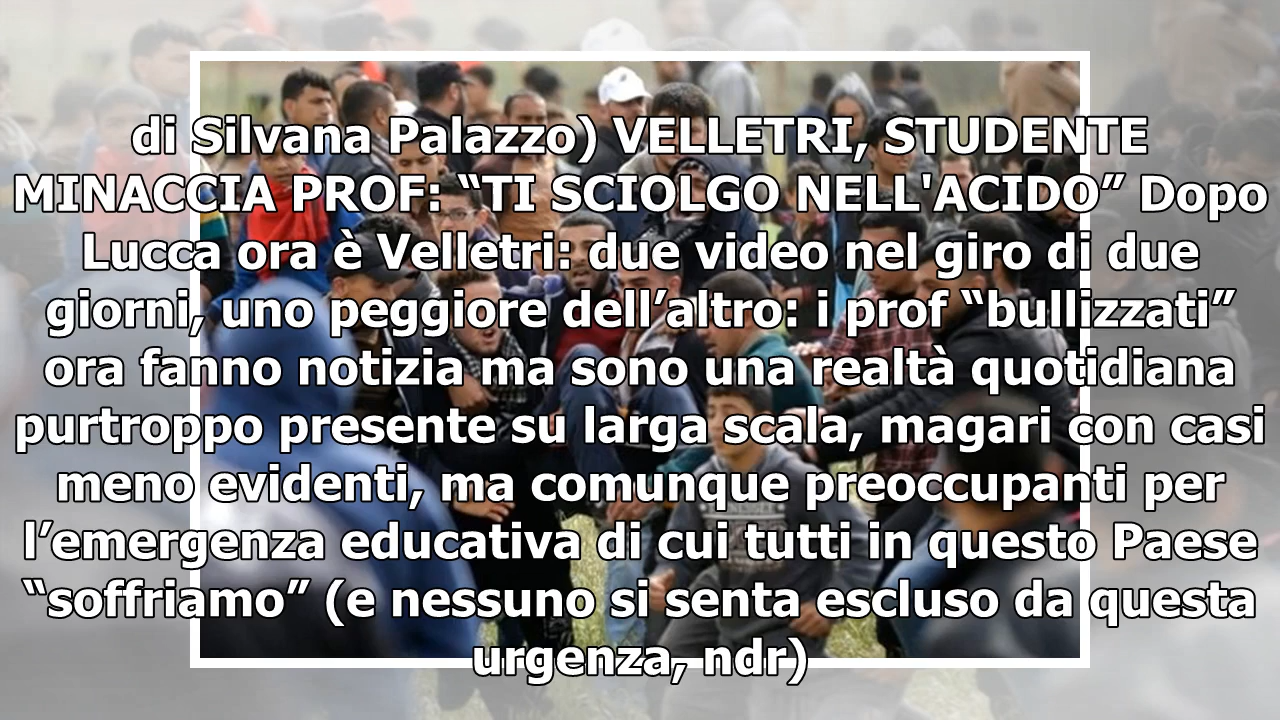 di Silvana Palazzo) VELLETRI, STUDENTE
MINACCIA PROF: “TI SCIOLGO NELL'ACIDO” Dopo
Lucca ora è Velletri: due video nel giro di due
giorni, uno peggiore dell’altro: i prof “bullizzati”
ora fanno notizia ma sono una realtà quotidiana
purtroppo presente su larga scala, magari con casi
meno evidenti, ma comunque preoccupanti per
l’emergenza educativa di cui tutti in questo Paese
“soffriamo” (e nessuno si senta escluso da questa
urgenza, ndr)